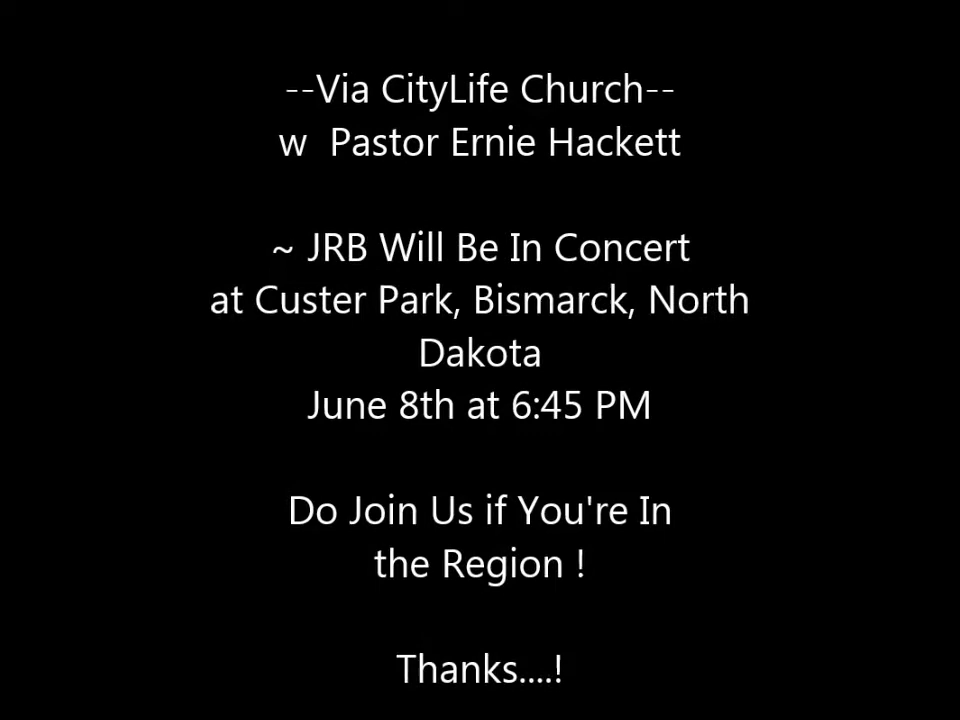 --Via CityLife Church--
w  Pastor Ernie Hackett
~ JRB Will Be In Concert
at Custer Park, Bismarck, North
Dakota
June 8th at 6:45 PM
Do Join Us if You're In
the Region !
Thanks....!